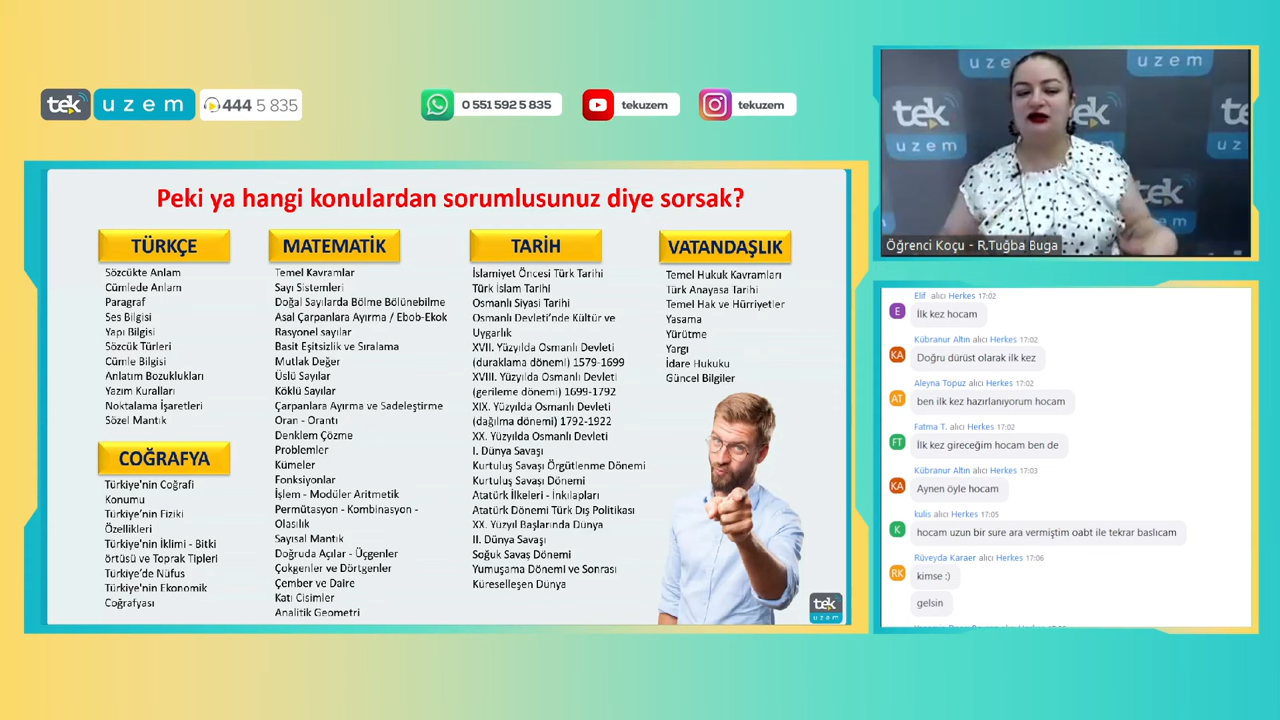 tek uzem 444 5 835
0 551 592 5 835
tekuzem
tekuzem
Peki ya hangi konulardan sorumlusunuz diye sorsak?
TÜRKÇE
Sözcükte Anlam
Cümlede Anlam
Paragraf
Ses Bilgisi
Yapı Bilgisi
Sözcük Türleri
Cümle Bilgisi
Anlatım Bozuklukları
Yazım Kuralları
Noktalama İşaretleri
Sözel Mantık
COĞRAFYA
Türkiye'nin Coğrafi
Konumu
Türkiye'nin Fiziki
Özellikleri
Türkiye'nin İklimi - Bitki
örtüsü ve Toprak Tipleri
Türkiye'de Nüfus
Türkiye'nin Ekonomik
Coğrafyası
MATEMATİK
Temel Kavramlar
Sayı Sistemleri
Doğal Sayılarda Bölme Bölünebilme
Asal Çarpanlara Ayırma / Ebob-Ekok
Rasyonel sayılar
Basit Eşitsizlik ve Sıralama
Mutlak Değer
Üslü Sayılar
Köklü Sayılar
Çarpanlara Ayırma ve Sadeleştirme
Oran - Orantı
Denklem Çözme
Problemler
Kümeler
Fonksiyonlar
İşlem - Modüler Aritmetik
Permütasyon - Kombinasyon -
Olasılık
Sayısal Mantık
Doğruda Açılar - Üçgenler
Çokgenler ve Dörtgenler
Çember ve Daire
Katı Cisimler
Analitik Geometri
TARİH
İslamiyet Öncesi Türk Tarihi
Türk İslam Tarihi
Osmanlı Siyasi Tarihi
Osmanlı Devleti'nde Kültür ve
Uygarlık
XVII. Yüzyılda Osmanlı Devleti
(duraklama dönemi) 1579-1699
XVIII. Yüzyılda Osmanlı Devleti
(gerileme dönemi) 1699-1792
XIX. Yüzyılda Osmanlı Devleti
(dağılma dönemi) 1792-1922
XX. Yüzyılda Osmanlı Devleti
I. Dünya Savaşı
Kurtuluş Savaşı Örgütlenme Dönemi
Kurtuluş Savaşı Dönemi
Atatürk İlkeleri - İnkılapları
Atatürk Dönemi Türk Dış Politikası
XX. Yüzyıl Başlarında Dünya
II. Dünya Savaşı
Soğuk Savaş Dönemi
Yumuşama Dönemi ve Sonrası
Küreselleşen Dünya
VATANDAŞLIK
Temel Hukuk Kavramları
Türk Anayasa Tarihi
Temel Hak ve Hürriyetler
Yasama
Yürütme
Yargı
İdare Hukuku
Güncel Bilgiler
tek
uzem
uzem
uzem
tek
uzem
Öğrenci Koçu - R.Tuğba Buga
Elif alıcı Herkes 17:02
E
İlk kez hocam
Kübranur Altın alıcı Herkes 17:02
KA
Doğru dürüst olarak ilk kez
Aleyna Topuz alıcı Herkes 17:02
AT
ben ilk kez hazırlanıyorum hocam
Fatma T. alıcı Herkes 17:02
FT
İlk kez gireceğim hocam ben de
Kübranur Altın alıcı Herkes 17:03
KA
Aynen öyle hocam
kulis alıcı Herkes 17:05
K
hocam uzun bir sure ara vermiştim oabt ile tekrar baslıcam
Rüveyda Karaer alıcı Herkes 17:06
RK
kimse :)
gelsin